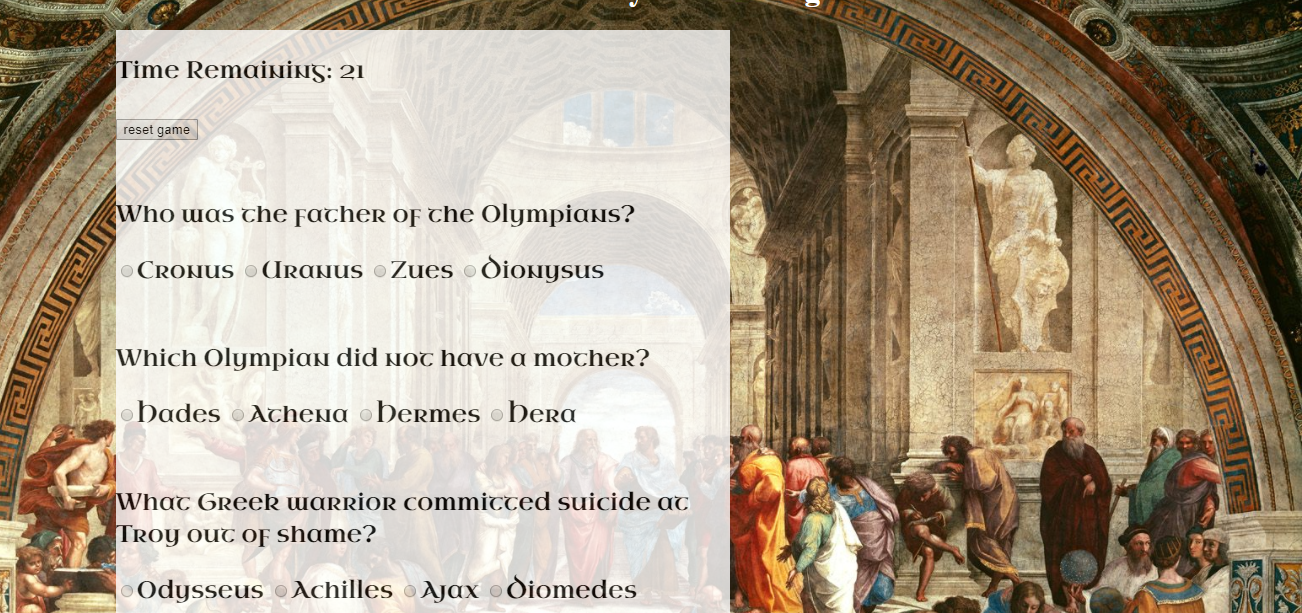 Time Remaining: 21
reset game
Who was the father of the Olympians?
Cronus Uranus Zues Dionysus
Which Olympian did not have a mother?
Hades Athena Hermes Hera
What Greek warrior committed suicide at
Troy out of shame?
Odysseus Achilles Ajax Diomedes